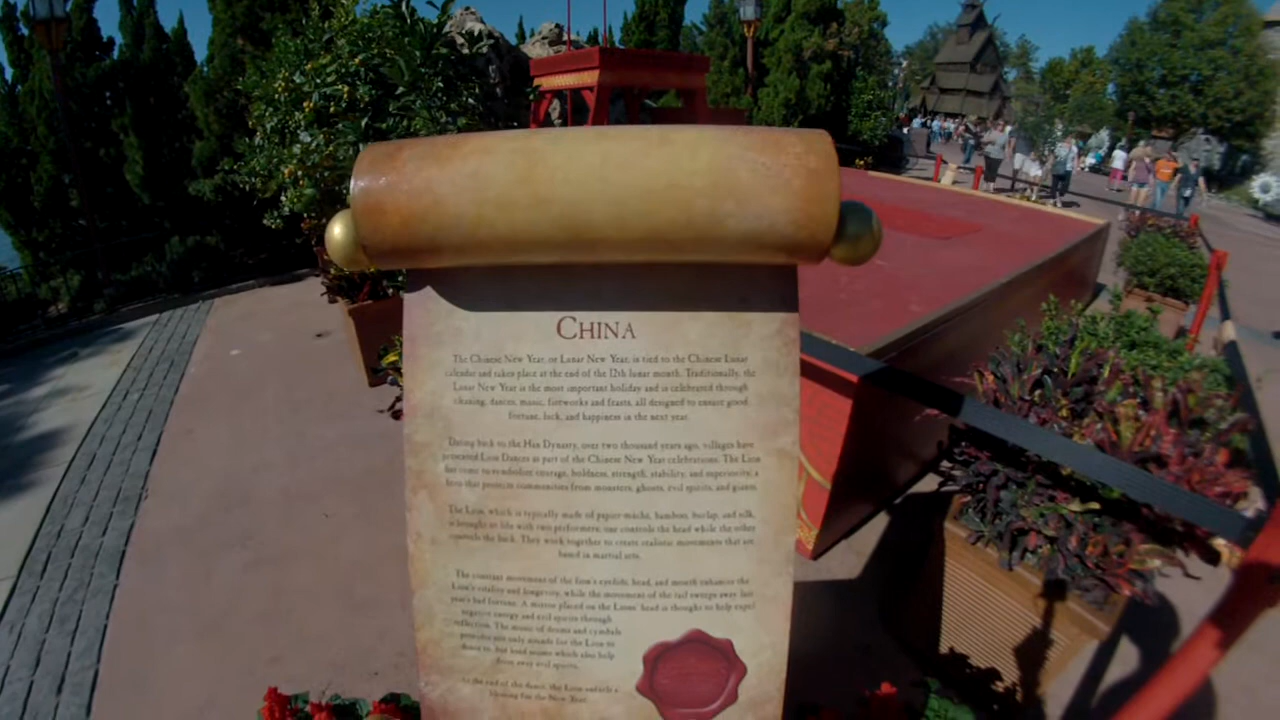 CHINA
The Chinese New Year, or Lunar New Year, is tied to the Chinese Lunar
calendar and takes place at the end of the 12th lunar month. Traditionally, the
Lunar New Year is the most important holiday and is celebrated through
cleaning, dances, music, fireworks and feasts, all designed to ensure good
fortune, luck, and happiness in the next year.
Dating back to the Han Dynasty, over two thousand years ago, villages have
presented Lion Dances as part of the Chinese New Year celebrations. The Lion
has come to symbolize courage, boldness, strength, stability, and superiority; a
hero that protects communities from monsters, ghosts, evil spirits, and giants.
The Lion, which is typically made of papier-mâché, bamboo, burlap, and silk,
is brought to life with two performers; one controls the head while the other
controls the back. They work together to create realistic movements that are
based in martial arts.
The constant movement of the lion's eyelids, head, and mouth enhances the
Lion's vitality and longevity, while the movement of the tail sweeps away last
year's bad fortune. A mirror placed on the Lions' head is thought to help expel
negative energy and evil spirits through
reflection. The music of drums and cymbals
provides not only sounds for the Lion to
dance to, but loud noises which also help
drive away evil spirits.
At the end of the dance, the Lion unfurls a
blessing for the New Year.